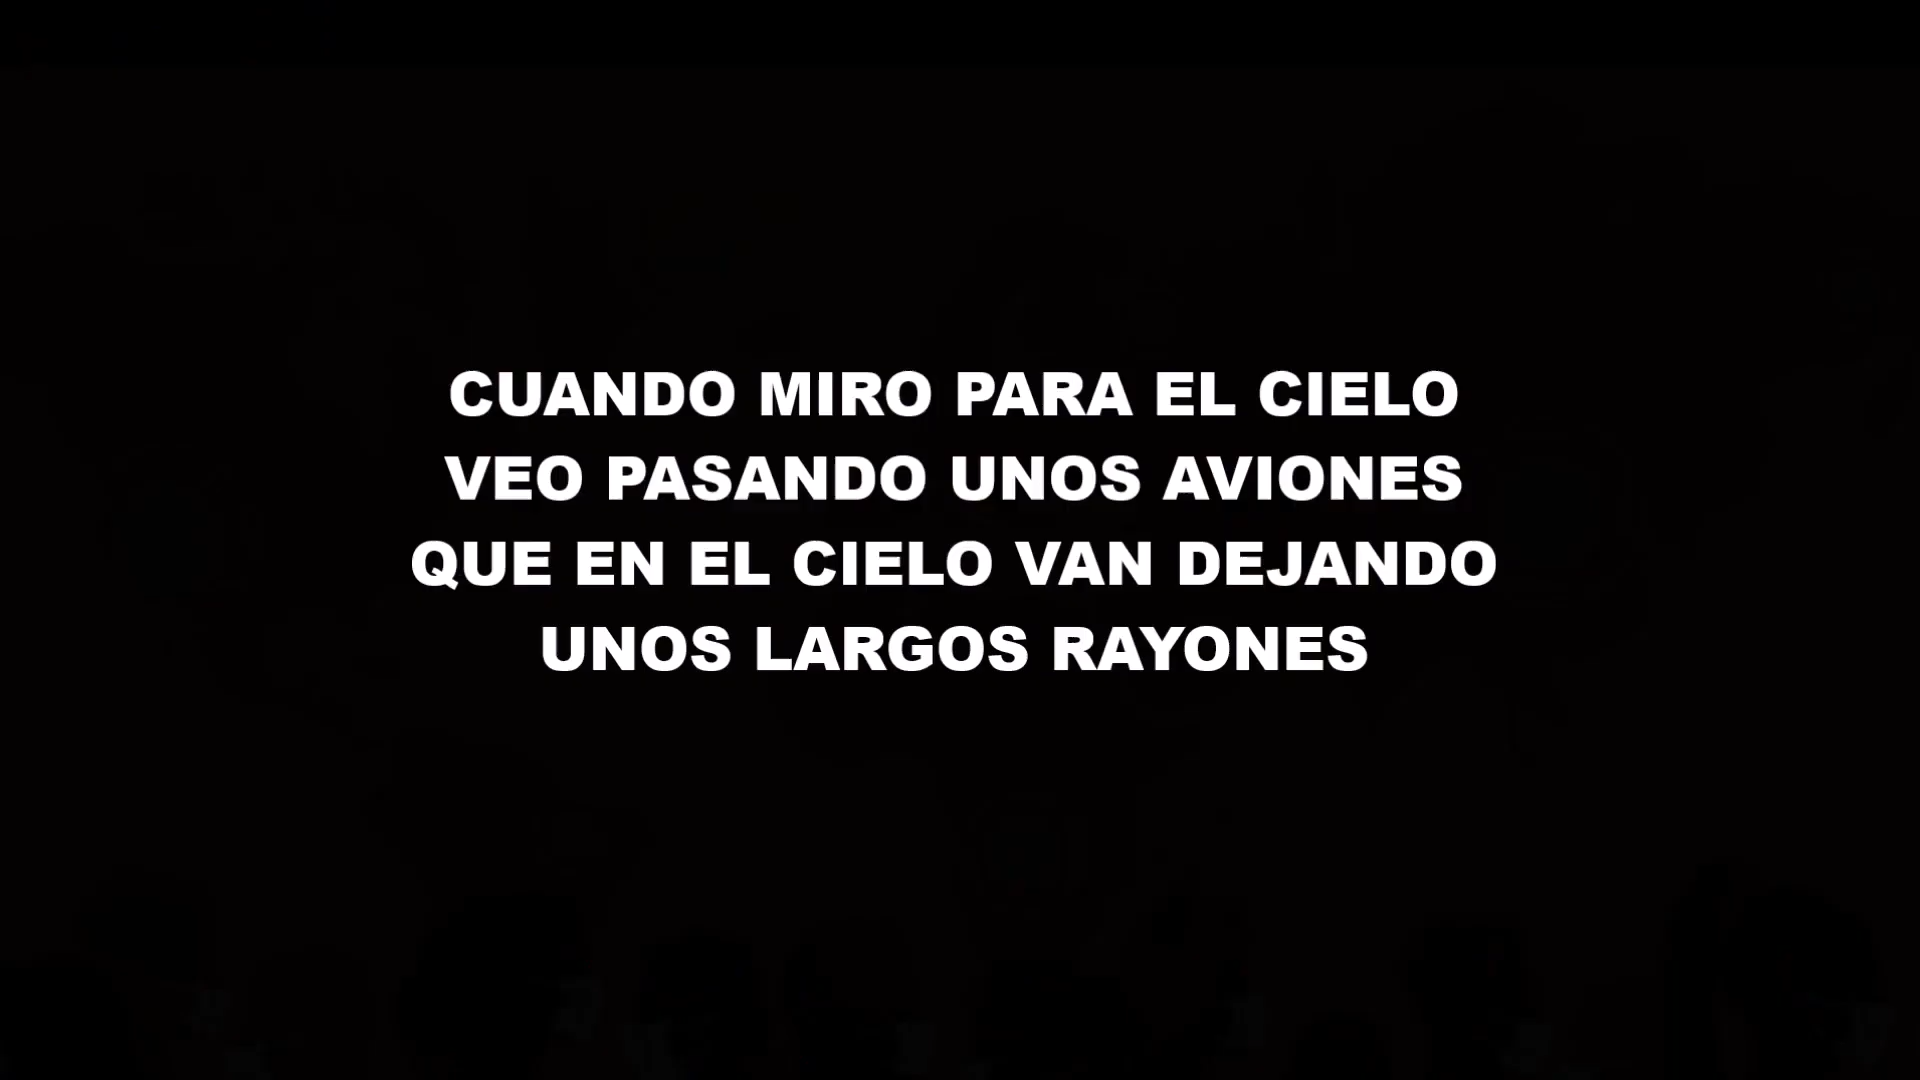 CUANDO MIRO PARA EL CIELO
VEO PASANDO UNOS AVIONES
QUE EN EL CIELO VAN DEJANDO
UNOS LARGOS RAYONES